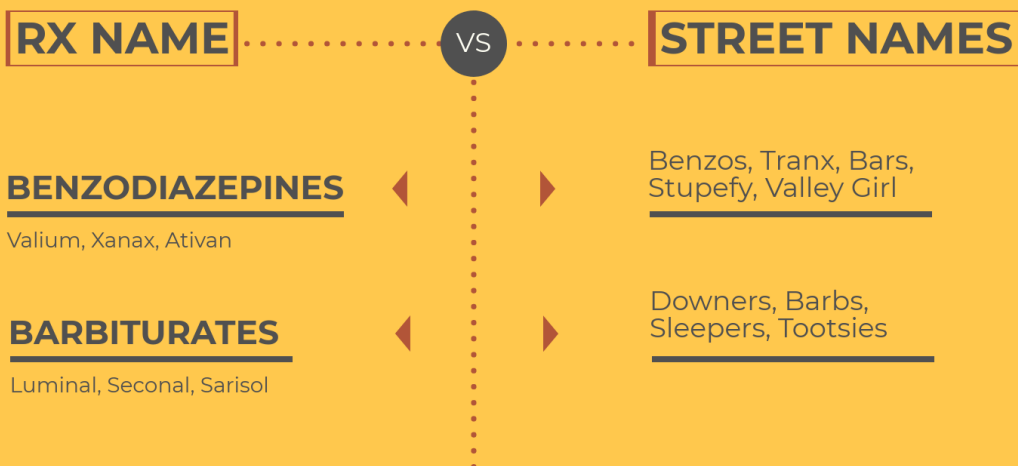 RX NAME
VS
STREET NAMES
BENZODIAZEPINES
Valium, Xanax, Ativan
Benzos, Tranx, Bars,
Stupefy, Valley Girl
BARBITURATES
Luminal, Seconal, Sarisol
Downers, Barbs,
Sleepers, Tootsies